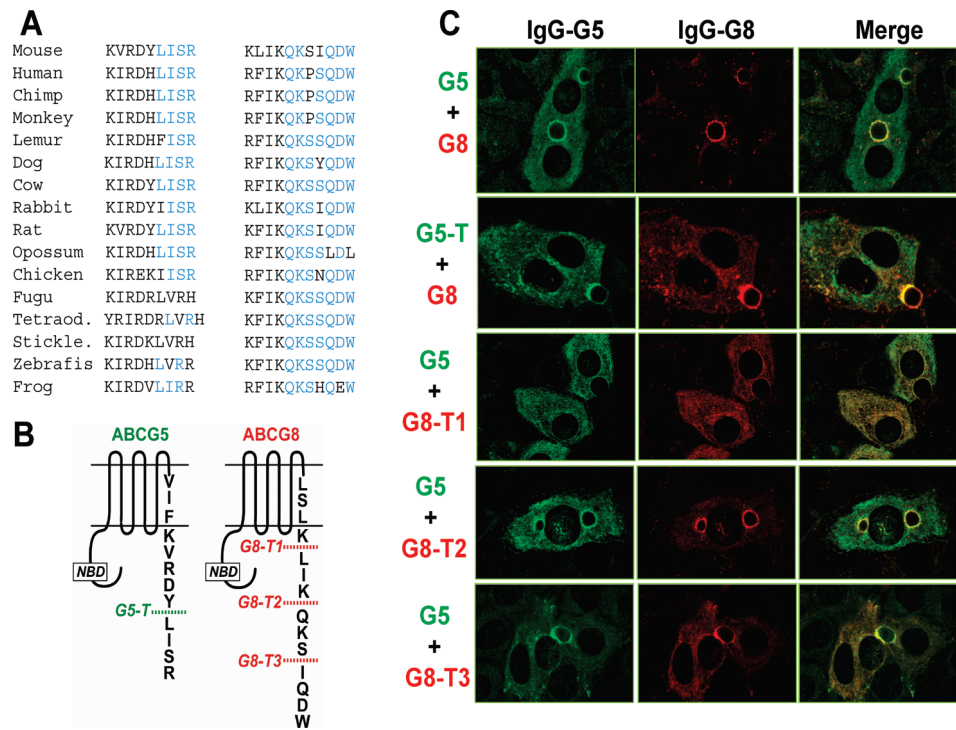 A
Mouse KVRDYLISR KLIKQKSIQDW
Human KIRDHLISR RFIKQKPSQDW
Chimp KIRDHLISR RFIKQKPSQDW
Monkey KIRDHLISR RFIKQKPSQDW
Lemur KIRDHFISR RFIKQKSSQDW
Dog KIRDHLISR RFIKQKSYQDW
Cow KIRDYLISR RFIKQKSSQDW
Rabbit KIRDYIISR KLIKQKSIQDW
Rat KVRDYLISR RFIKQKSIQDW
Opossum KIRDHLISR RFIKQKSSLDL
Chicken KIREKIISR RFIKQKSNQDW
Fugu KIRDRLVRH KFIKQKSSQDW
Tetraod. YRIRDRLVRH KFIKQKSSQDW
Stickle. KIRDKLVRH KFIKQKSSQDW
Zebrafis KIRDHLVRR KFIKQKSSQDW
Frog KIRDVLIRR RFIKQKSHQEW
B
ABCG5
V
I
F
K
V
R
D
Y
L
I
S
R
NBD
G5-T
ABCG8
L
S
L
K
L
I
K
Q
K
S
I
Q
D
W
NBD
G8-T1
G8-T2
G8-T3
C
IgG-G5 IgG-G8 Merge
G5
+
G8
G5-T
+
G8
G5
+
G8-T1
G5
+
G8-T2
G5
+
G8-T3